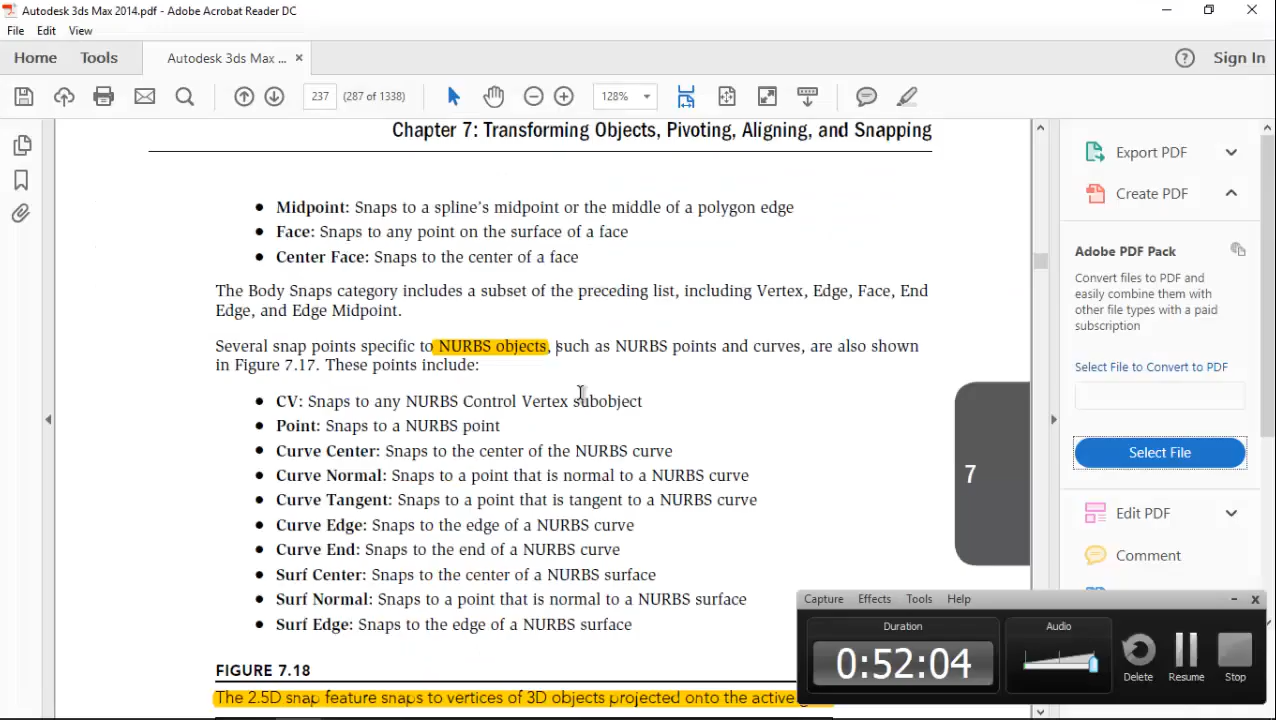 Autodesk 3ds Max 2014.pdf - Adobe Acrobat Reader DC
File Edit View
Home Tools Autodesk 3ds Max ... × ? Sign In
237 (287 of 1338) 128%
Chapter 7: Transforming Objects, Pivoting, Aligning, and Snapping
• Midpoint: Snaps to a spline's midpoint or the middle of a polygon edge
• Face: Snaps to any point on the surface of a face
• Center Face: Snaps to the center of a face
The Body Snaps category includes a subset of the preceding list, including Vertex, Edge, Face, End
Edge, and Edge Midpoint.
Several snap points specific to NURBS objects, such as NURBS points and curves, are also shown
in Figure 7.17. These points include:
• CV: Snaps to any NURBS Control Vertex subobject
• Point: Snaps to a NURBS point
• Curve Center: Snaps to the center of the NURBS curve
• Curve Normal: Snaps to a point that is normal to a NURBS curve
• Curve Tangent: Snaps to a point that is tangent to a NURBS curve
• Curve Edge: Snaps to the edge of a NURBS curve
• Curve End: Snaps to the end of a NURBS curve
• Surf Center: Snaps to the center of a NURBS surface
• Surf Normal: Snaps to a point that is normal to a NURBS surface
• Surf Edge: Snaps to the edge of a NURBS surface
FIGURE 7.18
The 2.5D snap feature snaps to vertices of 3D objects projected onto the active
7
Export PDF
Create PDF
Adobe PDF Pack
Convert files to PDF and
easily combine them with
other file types with a paid
subscription
Select File to Convert to PDF
Select File
Edit PDF
Comment
Capture Effects Tools Help
Duration
0:52:04
Audio
Delete Resume Stop